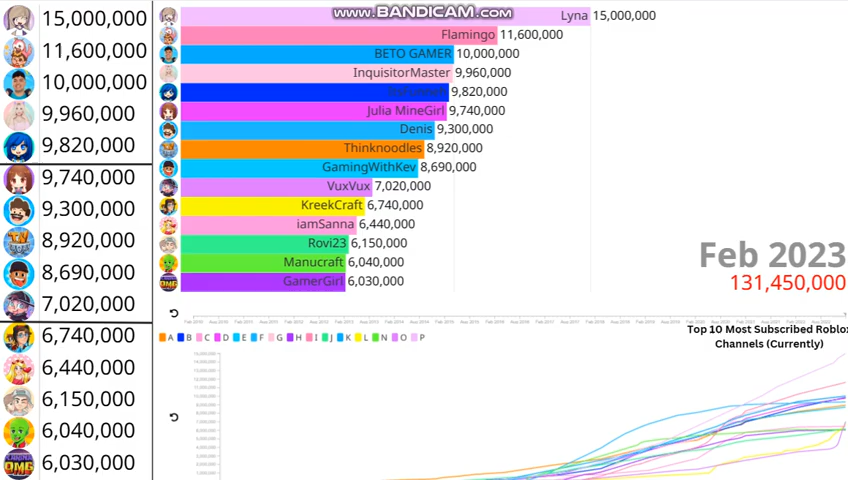 www.BANDICAM.com
15,000,000
11,600,000
10,000,000
9,960,000
9,820,000
9,740,000
9,300,000
8,920,000
8,690,000
7,020,000
6,740,000
6,440,000
6,150,000
6,040,000
6,030,000
Lyna 15,000,000
Flamingo 11,600,000
BETO GAMER 10,000,000
InquisitorMaster 9,960,000
ItsFunneh 9,820,000
Julia MineGirl 9,740,000
Denis 9,300,000
Thinknoodles 8,920,000
GamingWithKev 8,690,000
VuxVux 7,020,000
KreekCraft 6,740,000
iamSanna 6,440,000
Rovi23 6,150,000
Manucraft 6,040,000
GamerGirl 6,030,000
Feb 2023
131,450,000
A B C D E F G H I J K L N O P
Top 10 Most Subscribed Roblox
Channels (Currently)
OMG